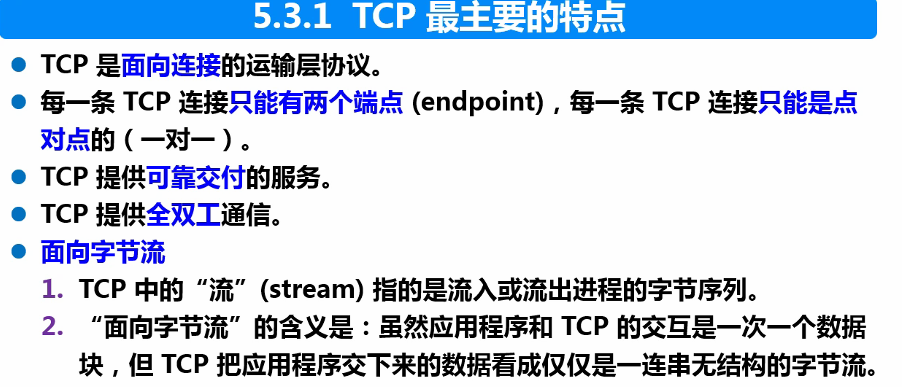 5.3.1 TCP 最主要的特点
● TCP 是面向连接的运输层协议。
● 每一条 TCP 连接只能有两个端点 (endpoint)，每一条 TCP 连接只能是点
对点的（一对一）。
● TCP 提供可靠交付的服务。
● TCP 提供全双工通信。
● 面向字节流
1. TCP 中的“流”(stream) 指的是流入或流出进程的字节序列。
2. “面向字节流”的含义是：虽然应用程序和 TCP 的交互是一次一个数据
块，但 TCP 把应用程序交下来的数据看成仅仅是一连串无结构的字节流。